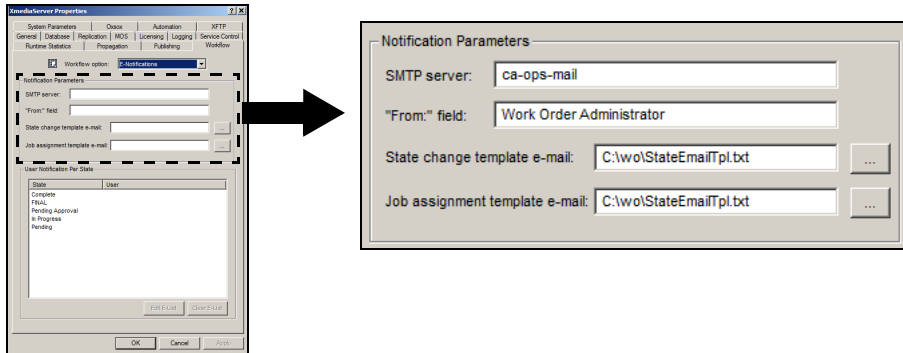 XmediaServer Properties
System Parameters Oxsox Automation XFTP
General Database Replication MOS Licensing Logging Service Control
Runtime Statistics Propagation Publishing Workflow
Workflow option: E-Notifications
Notification Parameters
SMTP server:
"From:" field:
State change template e-mail: ...
Job assignment template e-mail: ...
User Notification Per State
State User
Complete
FINAL
Pending Approval
In Progress
Pending
Edit E-List Clear E-List
OK Cancel Apply
Notification Parameters
SMTP server: ca-ops-mail
"From:" field: Work Order Administrator
State change template e-mail: C:\wo\StateEmailTpl.txt ...
Job assignment template e-mail: C:\wo\StateEmailTpl.txt ...